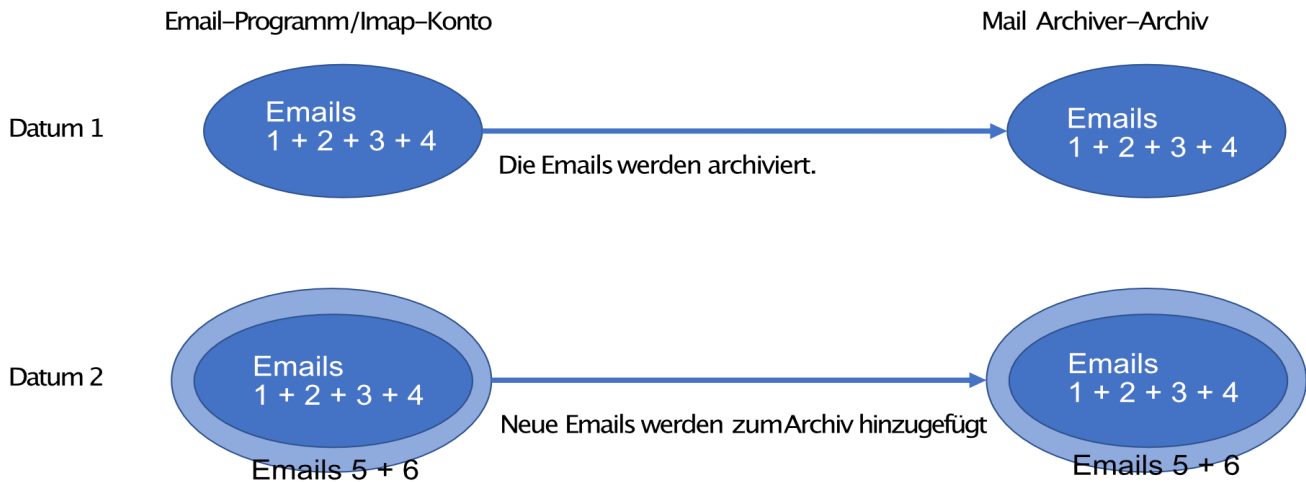 Email-Programm/Imap-Konto
Mail Archiver-Archiv
Datum 1
Emails
1 + 2 + 3 + 4
Die Emails werden archiviert.
Emails
1 + 2 + 3 + 4
Datum 2
Emails
1 + 2 + 3 + 4
Emails 5 + 6
Neue Emails werden zum Archiv hinzugefügt
Emails
1 + 2 + 3 + 4
Emails 5 + 6